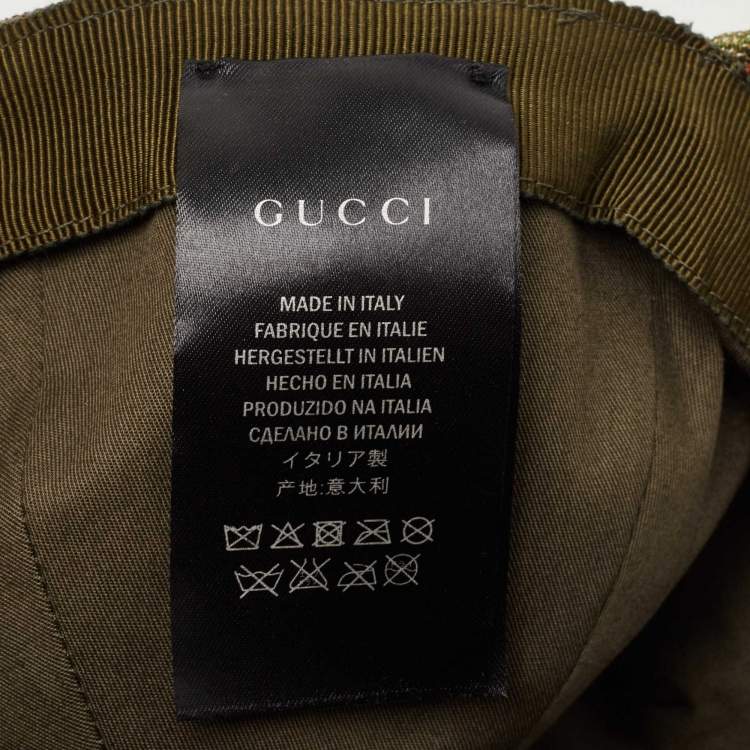 GUCCI
MADE IN ITALY
FABRIQUE EN ITALIE
HERGESTELLT IN ITALIEN
HECHO EN ITALIA
PRODUZIDO NA ITALIA
СДЕЛАНО В ИТАЛИИ
イタリア製
产地:意大利